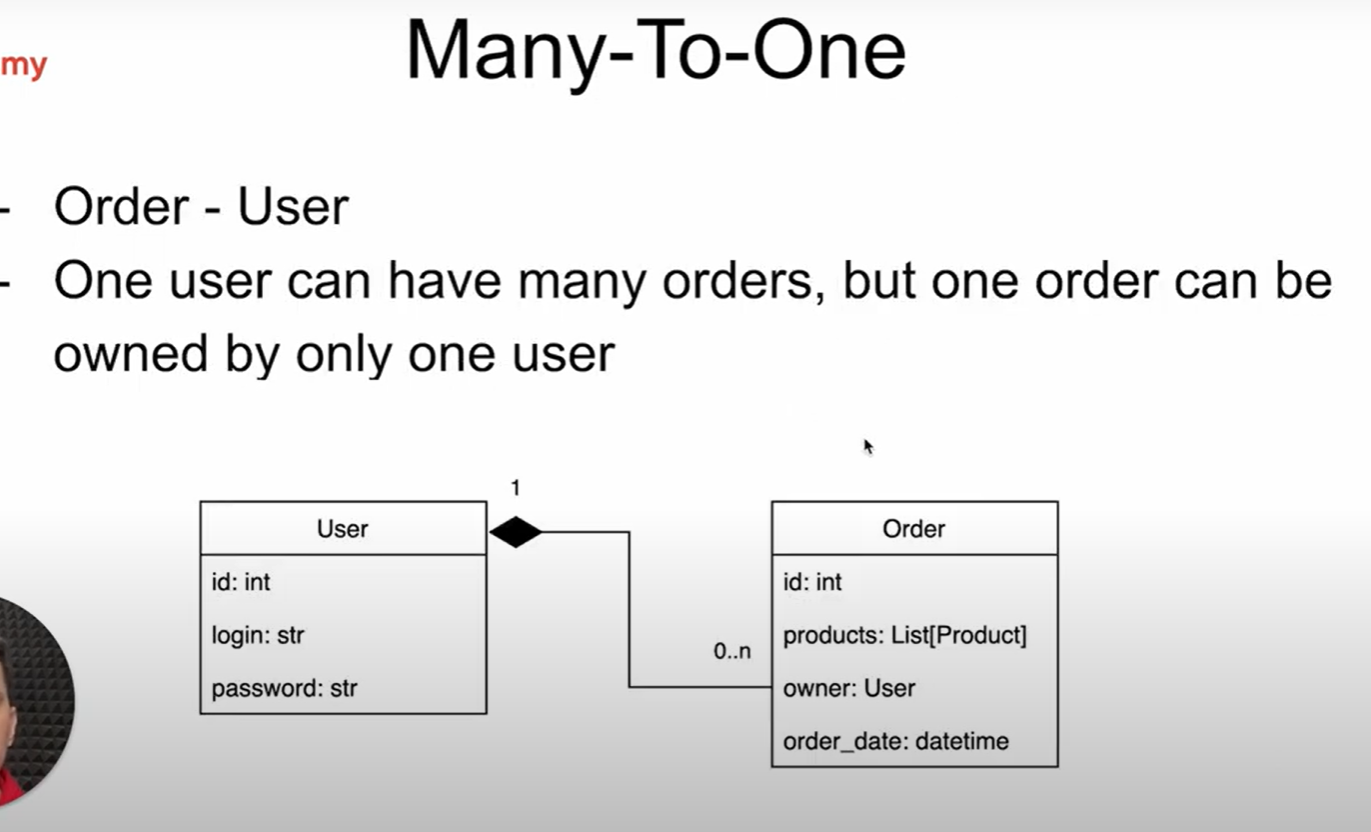 Many-To-One
my
- Order - User
- One user can have many orders, but one order can be
owned by only one user
1
User
id: int
login: str
password: str
0..n
Order
id: int
products: List[Product]
owner: User
order_date: datetime